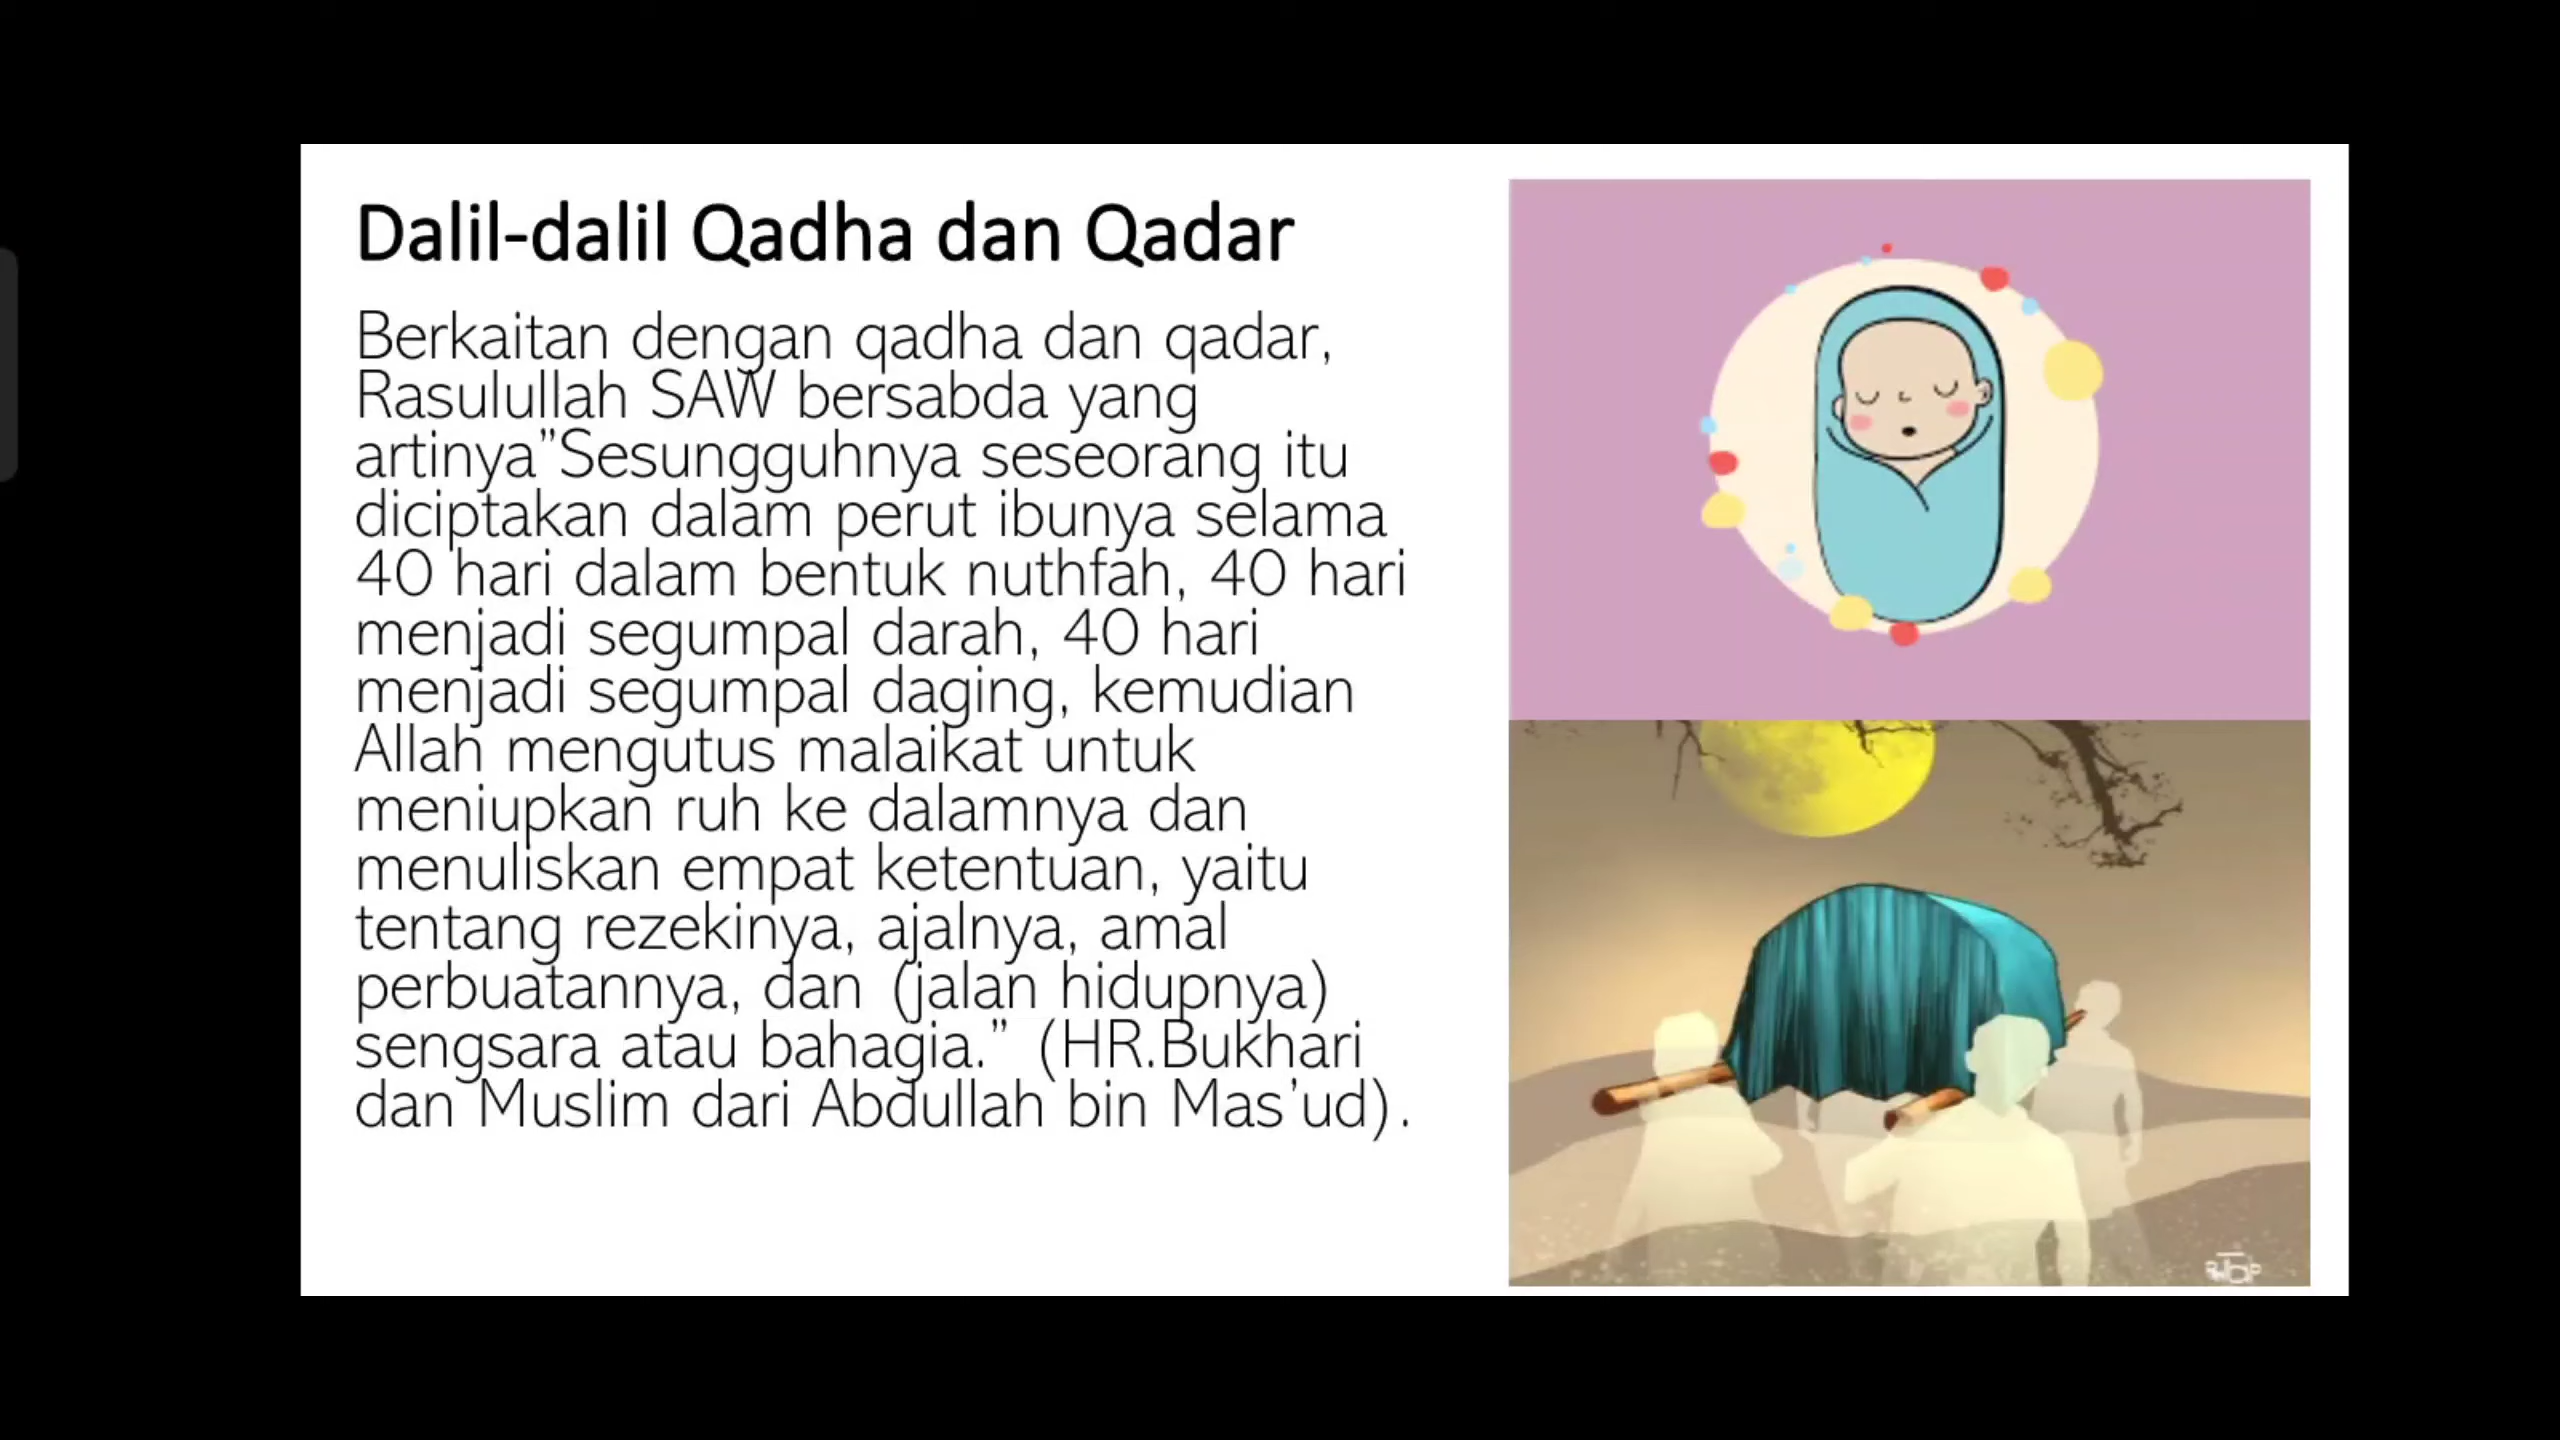 Dalil-dalil Qadha dan Qadar
Berkaitan dengan qadha dan qadar,
Rasulullah SAW bersabda yang
artinya”Sesungguhnya seseorang itu
diciptakan dalam perut ibunya selama
40 hari dalam bentuk nuthfah, 40 hari
menjadi segumpal darah, 40 hari
menjadi segumpal daging, kemudian
Allah mengutus malaikat untuk
meniupkan ruh ke dalamnya dan
menuliskan empat ketentuan, yaitu
tentang rezekinya, ajalnya, amal
perbuatannya, dan (jalan hidupnya)
sengsara atau bahagia.” (HR.Bukhari
dan Muslim dari Abdullah bin Mas’ud).